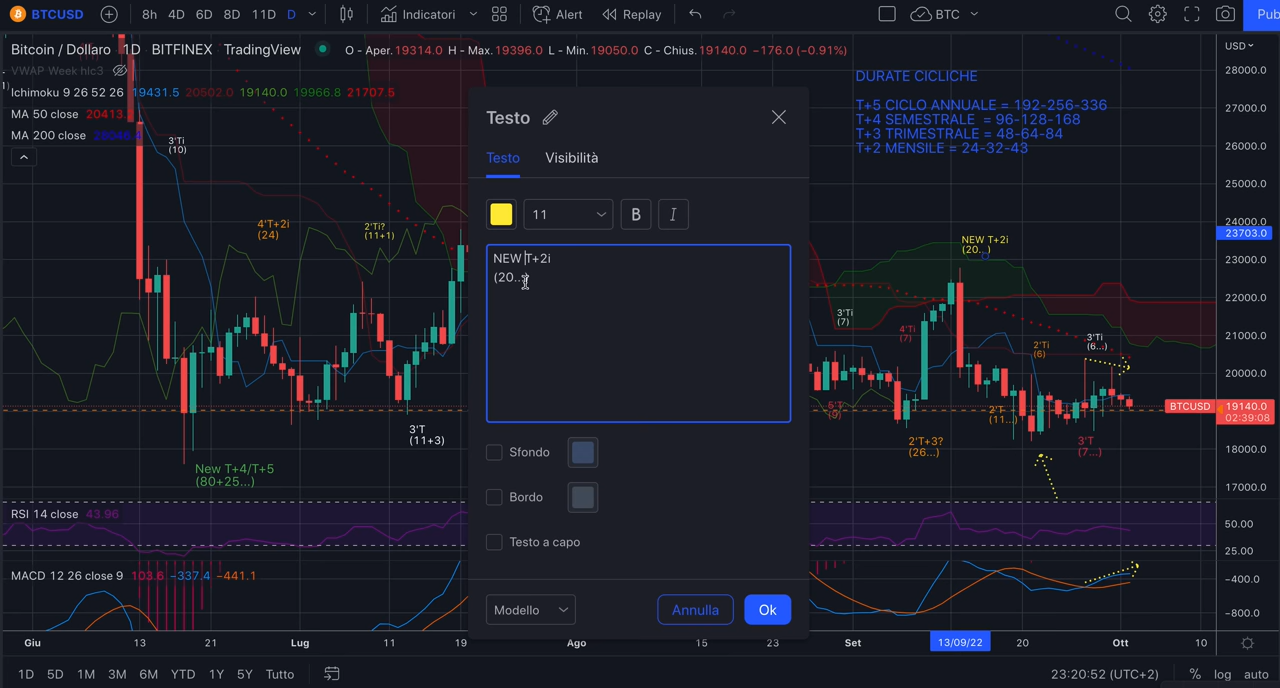 BTCUSD 8h 4D 6D 8D 11D D Indicatori Alert Replay BTC Pub
Bitcoin / Dollaro 1D BITFINEX TradingView O - Aper.19314.0 H - Max.19396.0 L - Min.19050.0 C - Chius.19140.0 −176.0 (−0.91%)
VWAP Week hlc3
Ichimoku 9 26 52 26 19431.5 20502.0 19140.0 19966.8 21707.5
MA 50 close 20413.
MA 200 close
3'Ti
(10)
4'T+2i
(24)
2'Ti?
(11+1)
3'T
(11+3)
New T+4/T+5
(80+25...)
Testo
Testo Visibilità
11 B I
NEW T+2i
(20...)
Sfondo
Bordo
Testo a capo
Modello Annulla Ok
DURATE CICLICHE
T+5 CICLO ANNUALE = 192-256-336
T+4 SEMESTRALE = 96-128-168
T+3 TRIMESTRALE = 48-64-84
T+2 MENSILE = 24-32-43
NEW T+2i
(20...)
3'Ti
(7)
4'Ti
(7)
2'Ti
(6)
3'Ti
(6...)
5'T
(9)
2'T
(11...)
2'T+3?
(26...)
3'T
(7...)
USD
28000.0
27000.0
26000.0
25000.0
24000.0
23703.0
23000.0
22000.0
21000.0
20000.0
BTCUSD 19140.0
02:39:08
18000.0
17000.0
RSI 14 close 43.96
50.00
25.00
MACD 12 26 close 9 103.6 −337.4 −441.1
−400.0
−800.0
Giu 13 21 Lug 11 19 Ago 15 23 Set 13/09/22 20 Ott 10
1D 5D 1M 3M 6M YTD 1Y 5Y Tutto 23:20:52 (UTC+2) % log auto